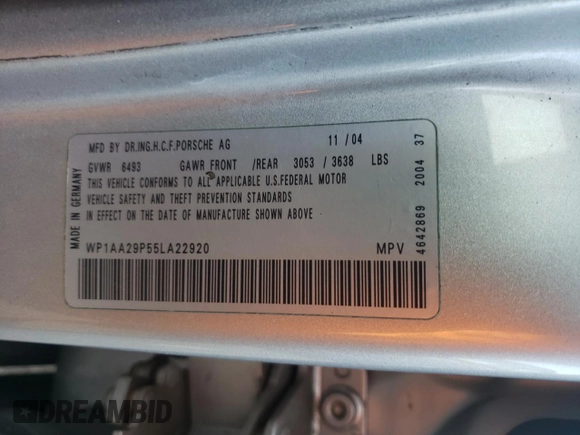 MFD BY DR.ING.H.C.F.PORSCHE AG 11/04
GVWR 6493 GAWR FRONT /REAR 3053 / 3638 LBS
THIS VEHICLE CONFORMS TO ALL APPLICABLE U.S.FEDERAL MOTOR
VEHICLE SAFETY AND THEFT PREVENTION STANDARDS
IN EFFECT ON THE DATE OF MANUFACTURE SHOWN ABOVE
WP1AA29P55LA22920 MPV
MADE IN GERMANY
4642869 2004 37
DREAMBID